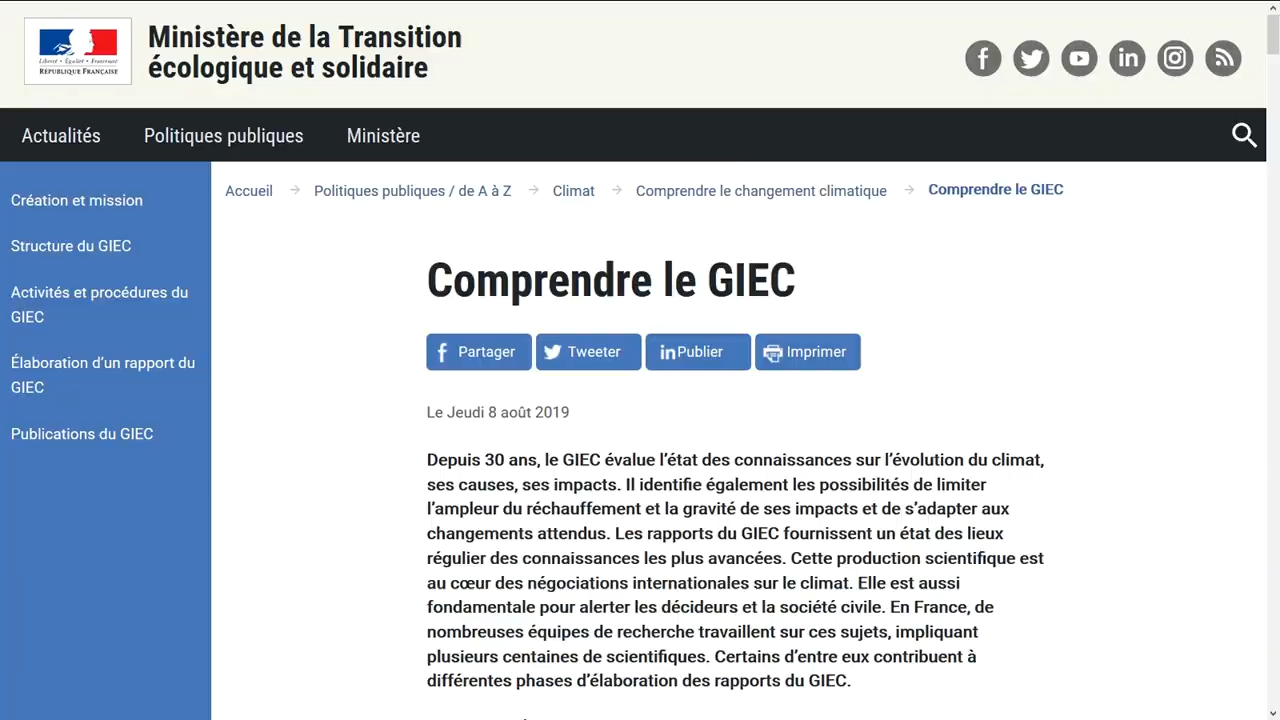 Ministère de la Transition
écologique et solidaire
Liberté • Égalité • Fraternité
RÉPUBLIQUE FRANÇAISE
Actualités Politiques publiques Ministère
Création et mission
Structure du GIEC
Activités et procédures du
GIEC
Élaboration d’un rapport du
GIEC
Publications du GIEC
Accueil → Politiques publiques / de A à Z → Climat → Comprendre le changement climatique → Comprendre le GIEC
Comprendre le GIEC
Partager Tweeter Publier Imprimer
Le Jeudi 8 août 2019
Depuis 30 ans, le GIEC évalue l’état des connaissances sur l’évolution du climat,
ses causes, ses impacts. Il identifie également les possibilités de limiter
l’ampleur du réchauffement et la gravité de ses impacts et de s’adapter aux
changements attendus. Les rapports du GIEC fournissent un état des lieux
régulier des connaissances les plus avancées. Cette production scientifique est
au cœur des négociations internationales sur le climat. Elle est aussi
fondamentale pour alerter les décideurs et la société civile. En France, de
nombreuses équipes de recherche travaillent sur ces sujets, impliquant
plusieurs centaines de scientifiques. Certains d’entre eux contribuent à
différentes phases d’élaboration des rapports du GIEC.